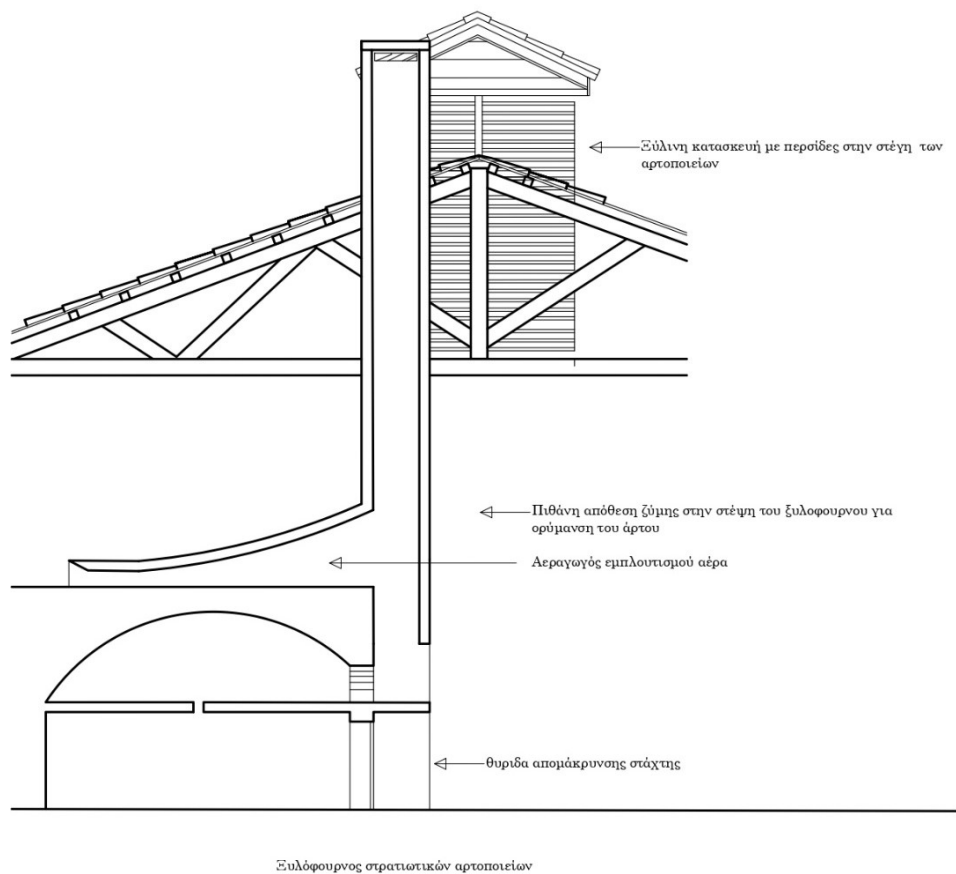 Ξύλινη κατασκευή με περσίδες στην στέγη των
αρτοποιείων
Πιθανη απόθεση ζύμης στην στέψη του ξυλοφουρνου για
ορύμανση του άρτου
Αεραγωγός εμπλουτισμού αέρα
θυριδα απομάκρυνσης στάχτης
Ξυλόφουρνος στρατιωτικών αρτοποιείων